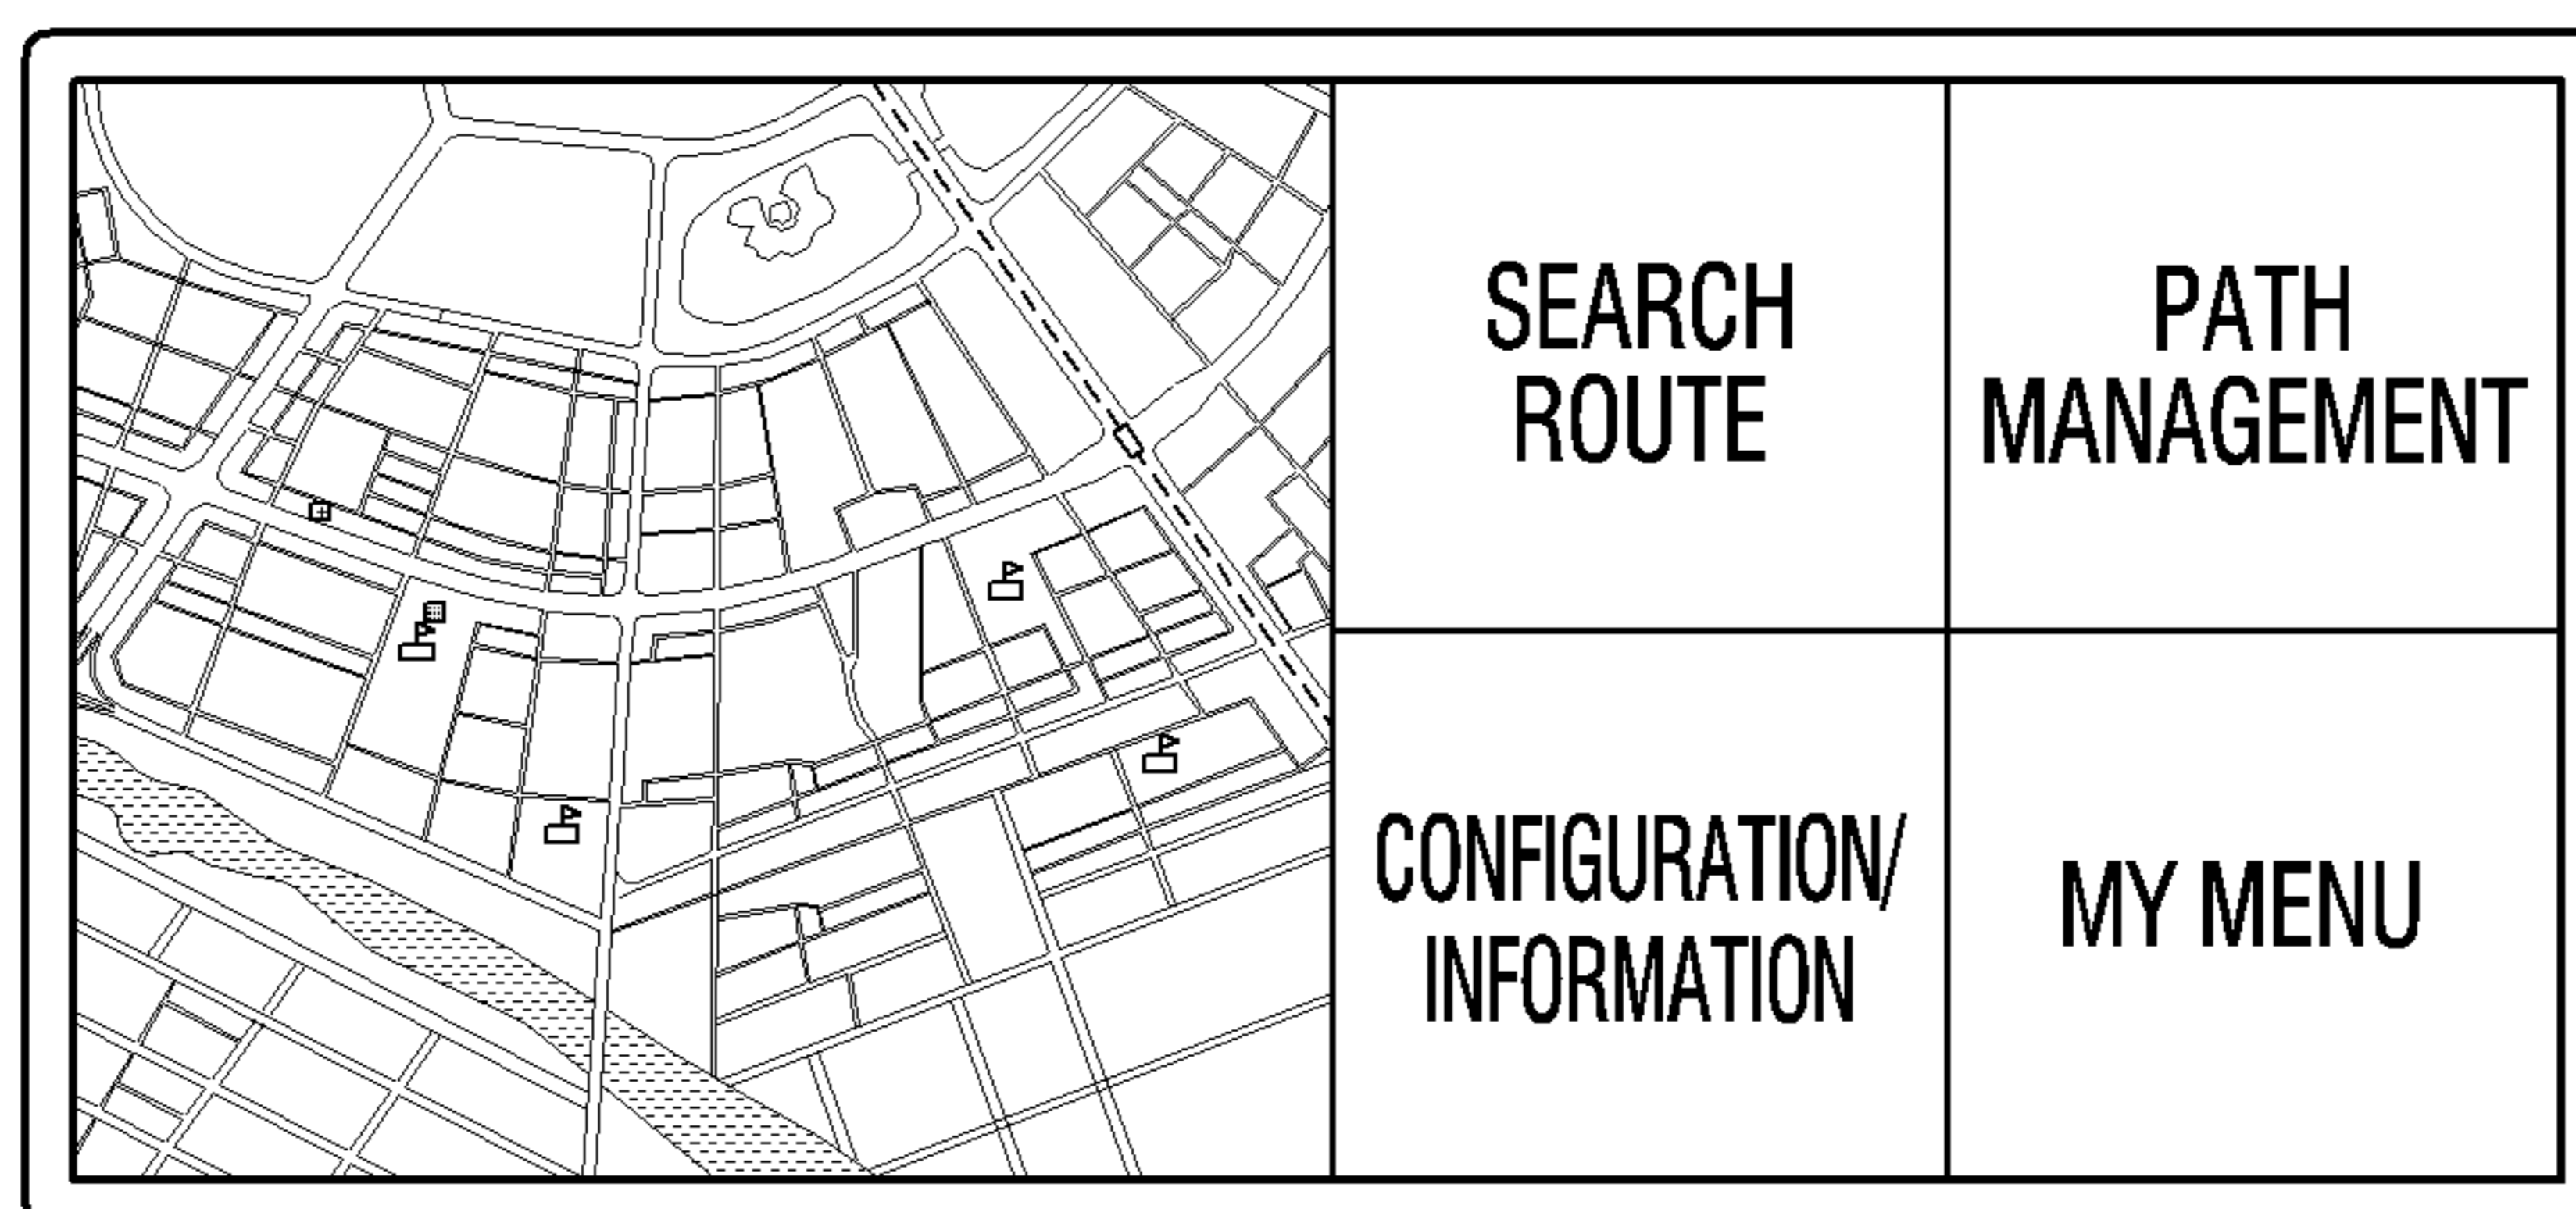 SEARCH
ROUTE
PATH
MANAGEMENT
CONFIGURATION/
INFORMATION
MY MENU